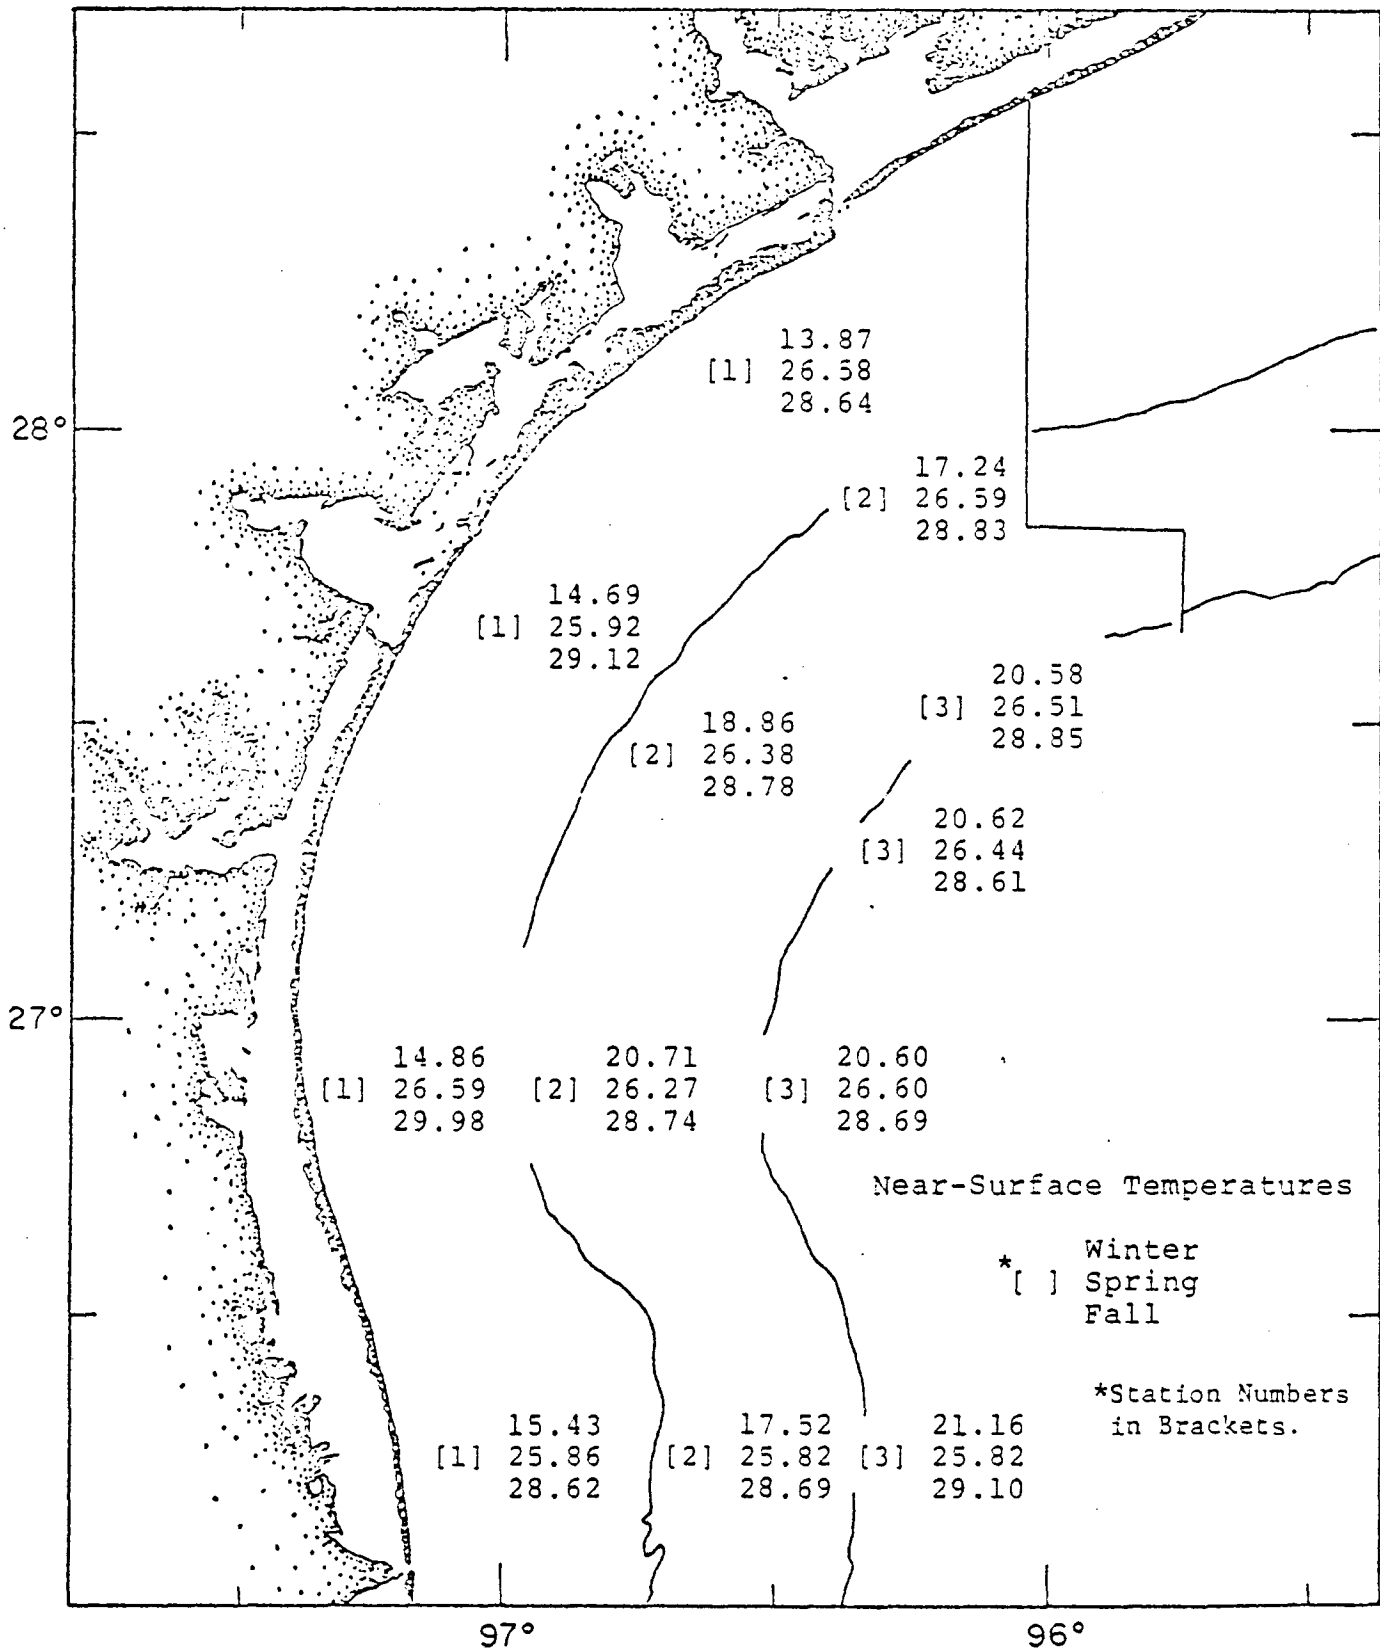 13.87
[1] 26.58
28.64
28°
17.24
[2] 26.59
28.83
14.69
[1] 25.92
29.12
20.58
[3] 26.51
28.85
18.86
[2] 26.38
28.78
20.62
[3] 26.44
28.61
27°
14.86 20.71 20.60
[1] 26.59 [2] 26.27 [3] 26.60
29.98 28.74 28.69
Near-Surface Temperatures
Winter
*[ ] Spring
Fall
*Station Numbers
in Brackets.
15.43 17.52 21.16
[1] 25.86 [2] 25.82 [3] 25.82
28.62 28.69 29.10
97° 96°